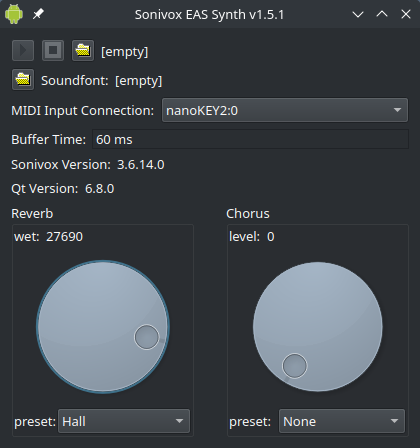 Sonivox EAS Synth v1.5.1
[empty]
Soundfont: [empty]
MIDI Input Connection: nanoKEY2:0
Buffer Time: 60 ms
Sonivox Version: 3.6.14.0
Qt Version: 6.8.0
Reverb
wet: 27690
preset: Hall
Chorus
level: 0
preset: None